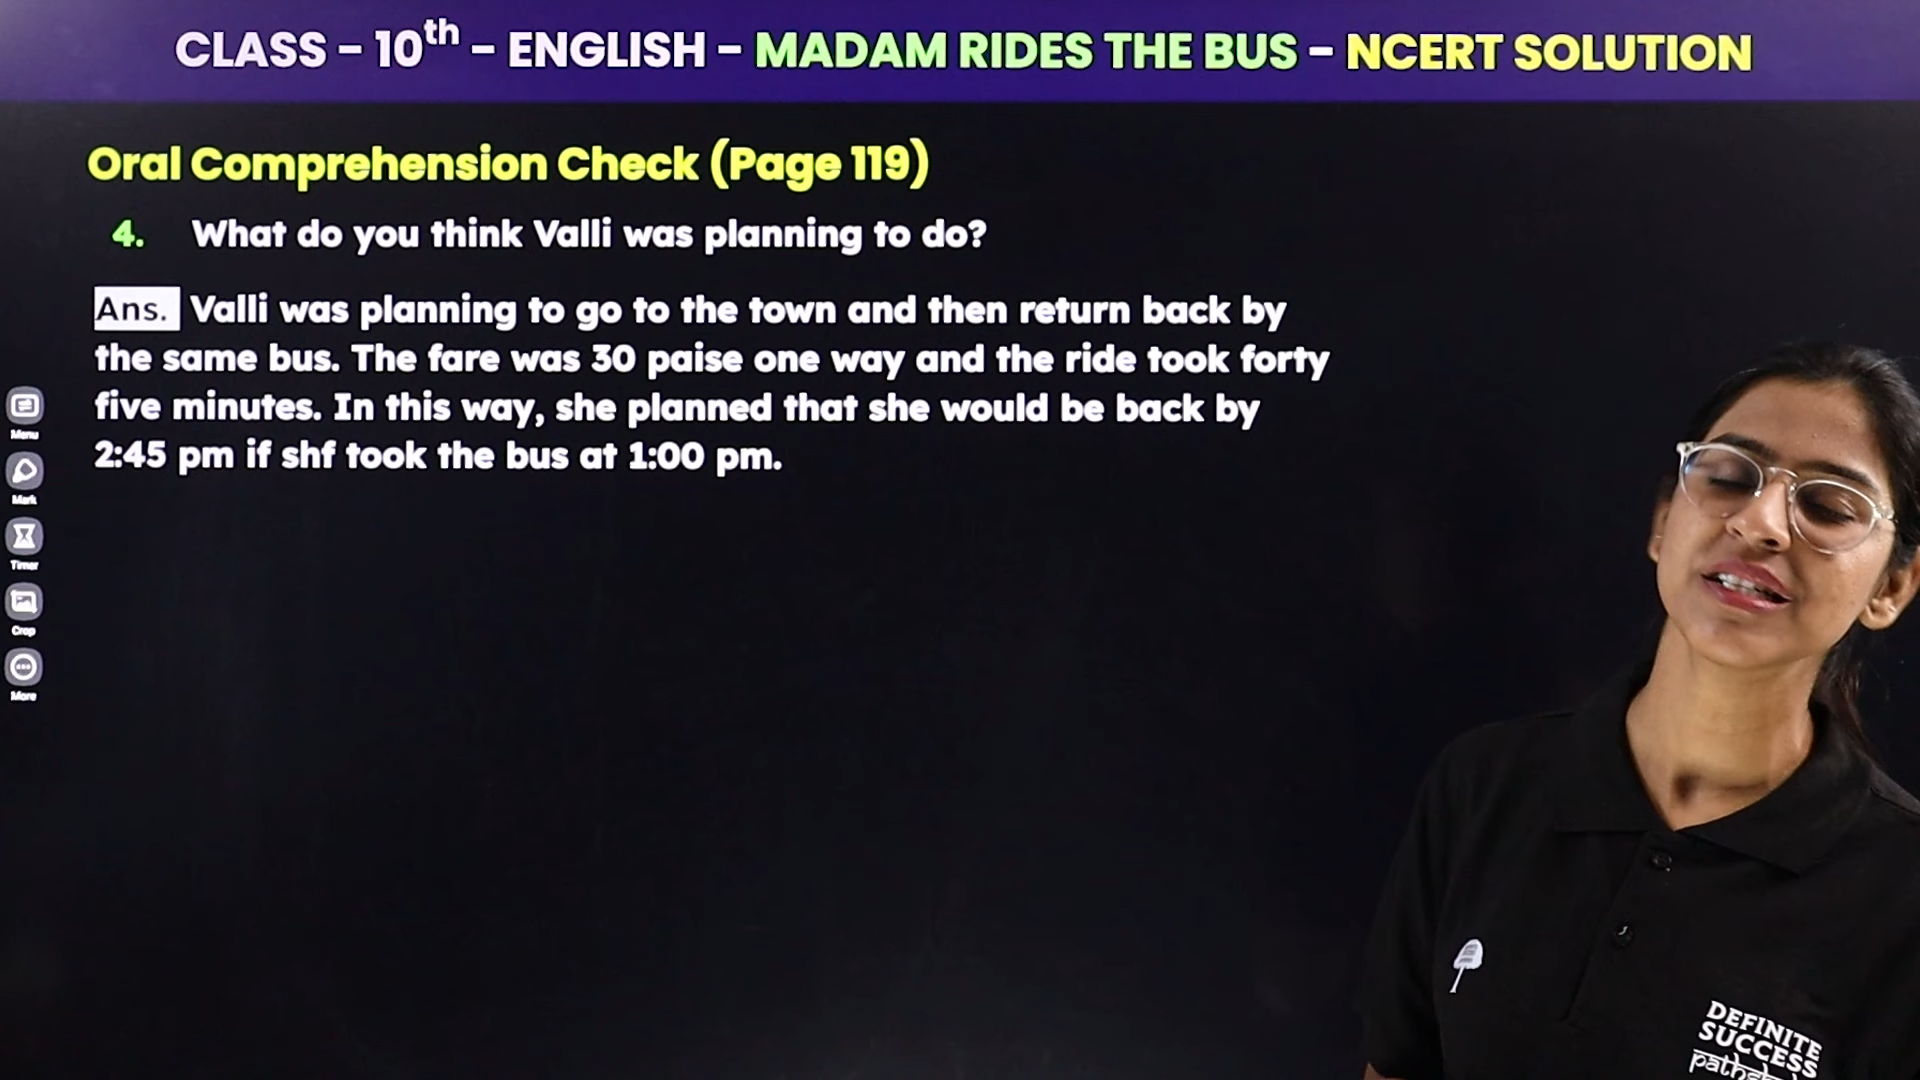 CLASS – 10th – ENGLISH – MADAM RIDES THE BUS – NCERT SOLUTION
Oral Comprehension Check (Page 119)
4. What do you think Valli was planning to do?
Ans. Valli was planning to go to the town and then return back by
the same bus. The fare was 30 paise one way and the ride took forty
five minutes. In this way, she planned that she would be back by
2:45 pm if shf took the bus at 1:00 pm.
Menu
Mark
Timer
Crop
More
DEFINITE
SUCCESS